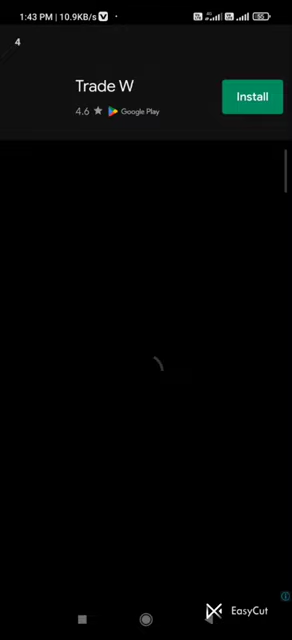 1:43 PM | 10.9KB/s
4
Trade W
Install
4.6 ★ Google Play
EasyCut